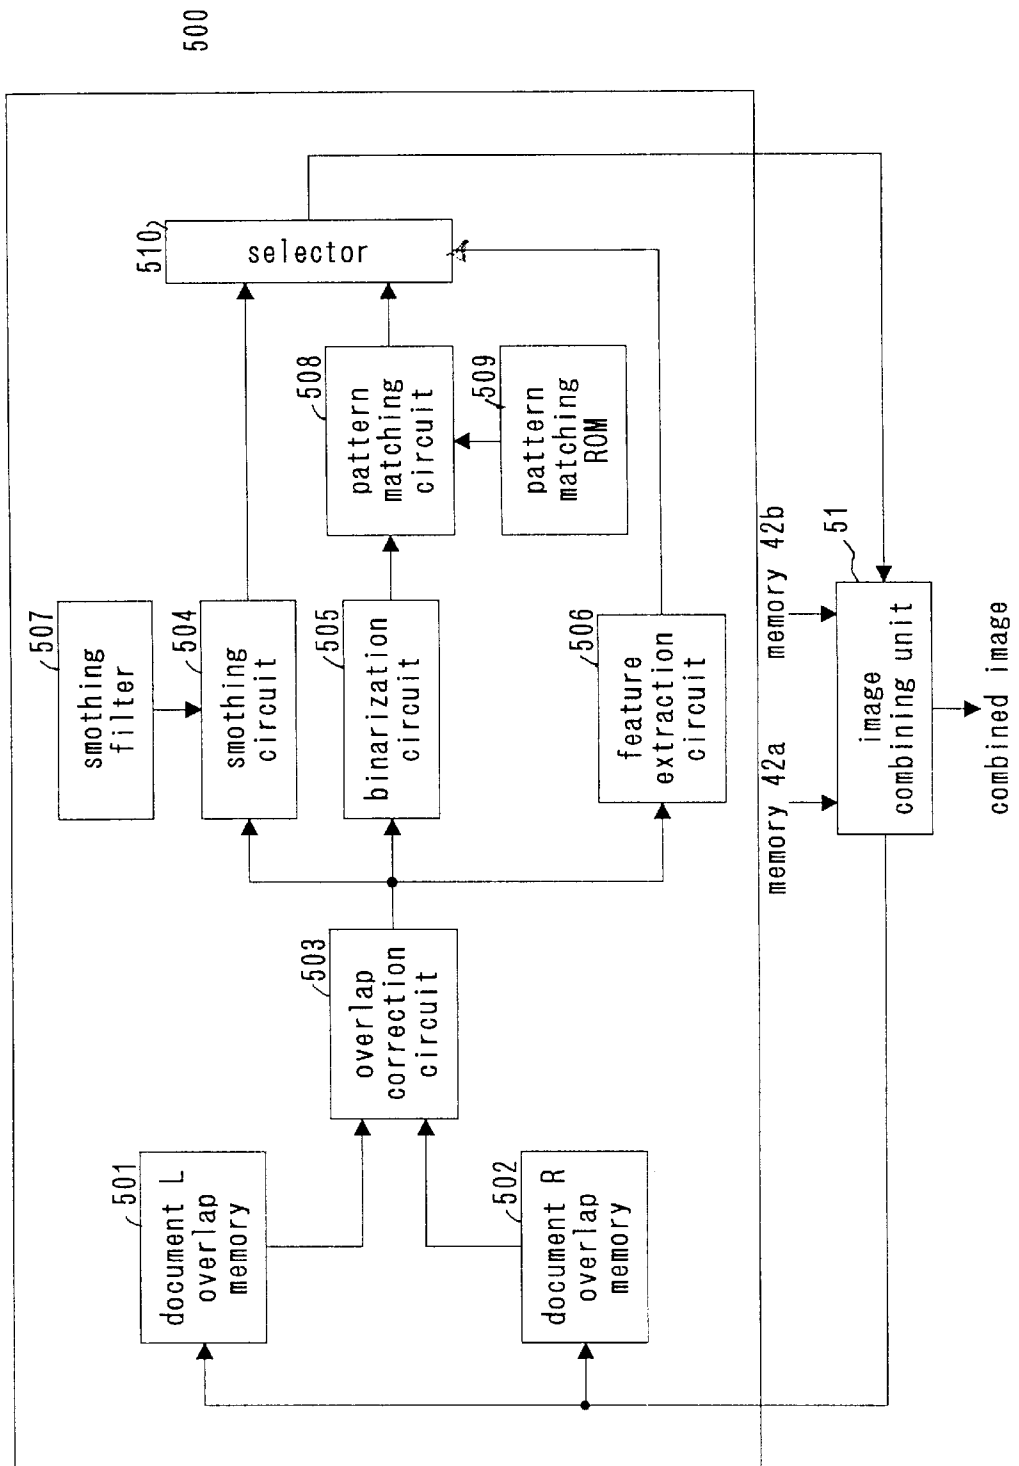 500
507
smothing
filter
510
selector
504
smothing
circuit
501
document L
overlap
memory
503
overlap
correction
circuit
505
binarization
circuit
508
pattern
matching
circuit
502
document R
overlap
memory
509
pattern
matching
ROM
506
feature
extraction
circuit
memory 42a
memory 42b
51
image
combining unit
combined image